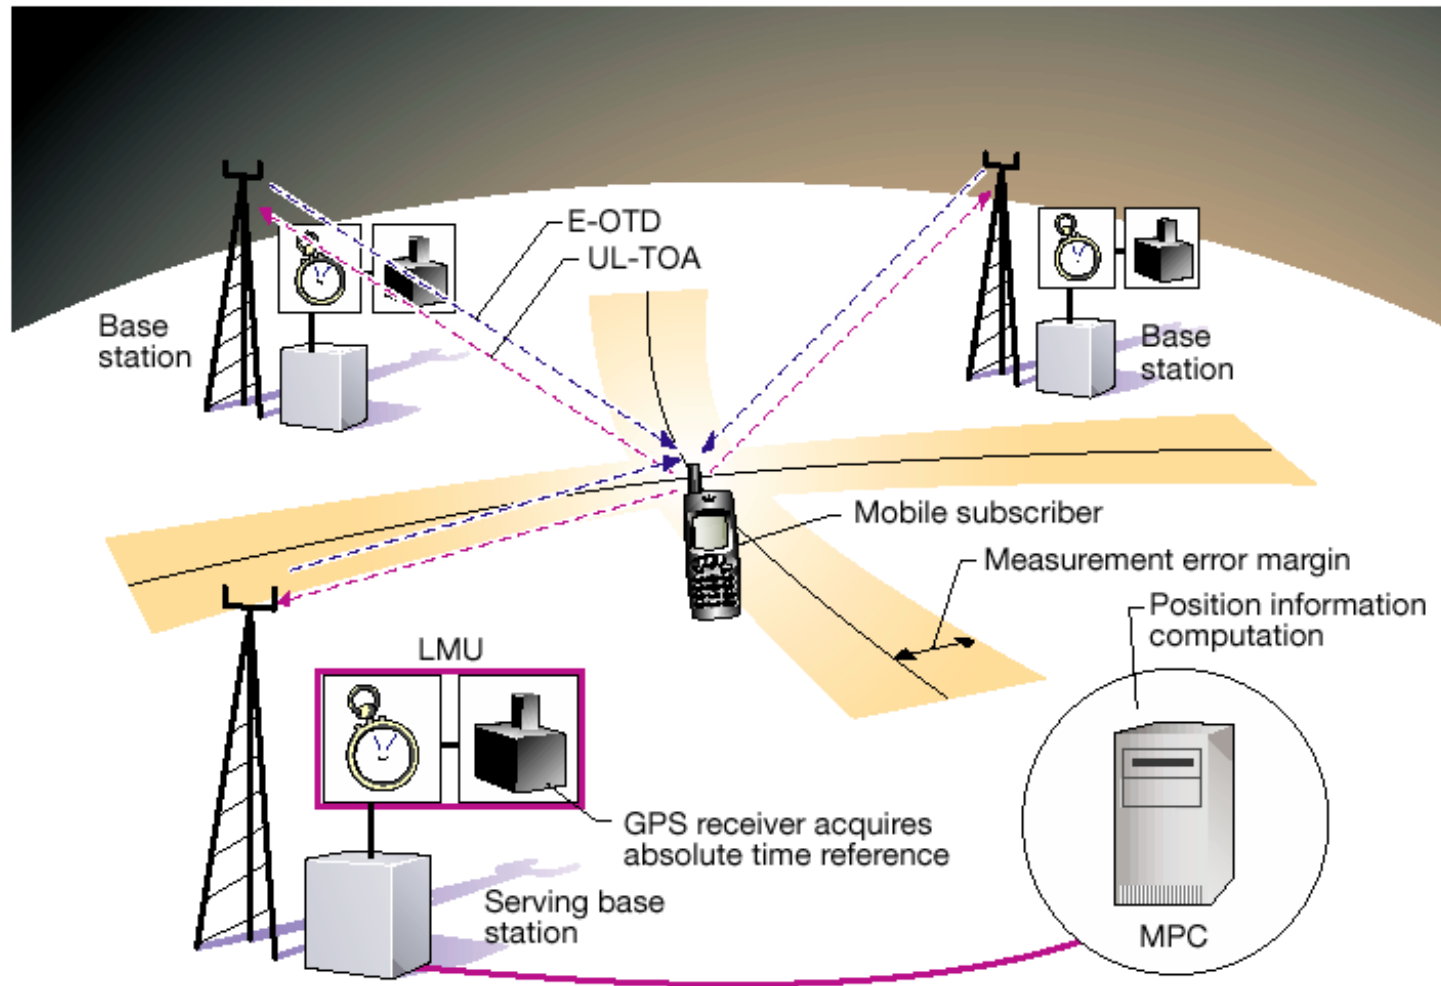 E-OTD
UL-TOA
Base
station
Base
station
Mobile subscriber
Measurement error margin
Position information
computation
LMU
GPS receiver acquires
absolute time reference
Serving base
station
MPC